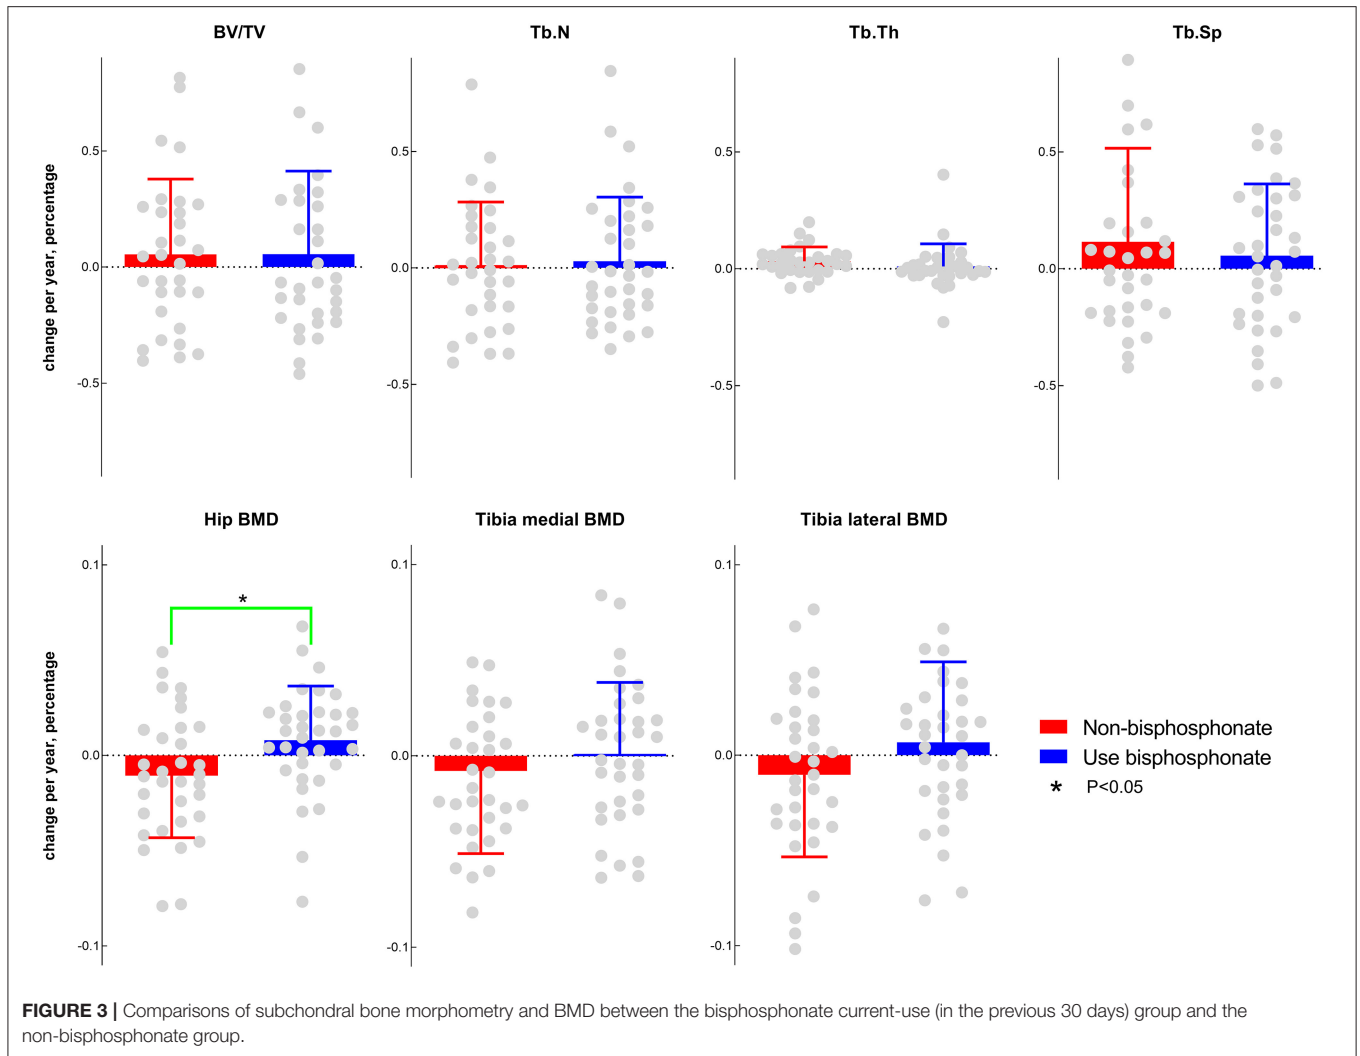 BV/TV
Tb.N
Tb.Th
Tb.Sp
change per year, percentage
0.5
0.0
-0.5
0.5
0.0
-0.5
0.5
0.0
-0.5
0.5
0.0
-0.5
Hip BMD
Tibia medial BMD
Tibia lateral BMD
change per year, percentage
0.1
0.0
-0.1
*
0.1
0.0
-0.1
0.1
0.0
-0.1
Non-bisphosphonate
Use bisphosphonate
* P<0.05
FIGURE 3 | Comparisons of subchondral bone morphometry and BMD between the bisphosphonate current-use (in the previous 30 days) group and the
non-bisphosphonate group.